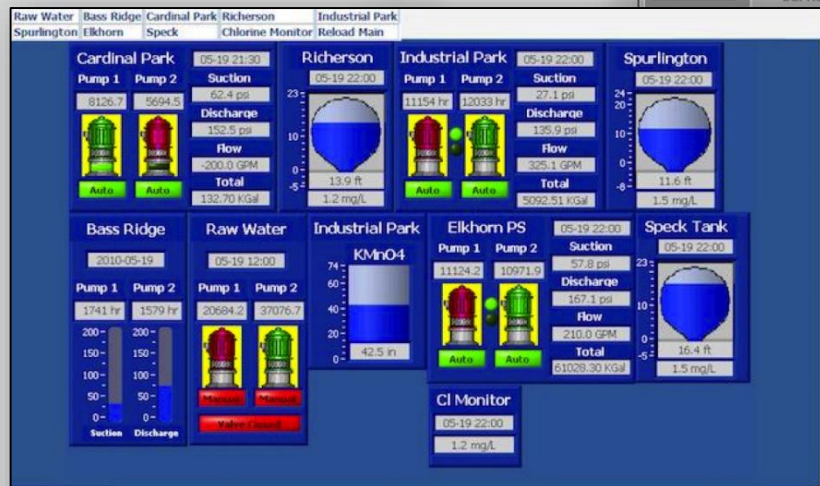 Raw Water Bass Ridge Cardinal Park Richerson Industrial Park
Spurlington Elkhorn Speck Chlorine Monitor Reload Main
Cardinal Park
05-19 21:30
Pump 1 Pump 2
Suction
62.4 psi
8126.7 5694.5
Discharge
152.5 psi
Flow
-200.0 GPM
Auto Auto
Total
132.70 KGal
Richerson
05-19 22:00
23
10
0
-5
13.9 ft
1.2 mg/L
Industrial Park
05-19 22:00
Pump 1 Pump 2
Suction
27.1 psi
11154 hr 12033 hr
Discharge
135.9 psi
Flow
325.1 GPM
Auto Auto
Total
5092.51 KGal
Spurlington
05-19 22:00
24
20
10
0
-8
11.6 ft
1.5 mg/L
Bass Ridge
2010-05-19
Pump 1 Pump 2
1741 hr 1579 hr
200 200
150 150
100 100
50 50
0 0
Suction Discharge
Raw Water
05-19 12:00
Pump 1 Pump 2
20684.2 37076.7
Manual Manual
Valve Closed
Industrial Park
KMnO4
74
60
40
20
0
42.5 in
Elkhorn PS
05-19 22:00
Pump 1 Pump 2
Suction
57.8 psi
11124.2 10971.9
Discharge
167.1 psi
Flow
210.0 GPM
Auto Auto
Total
61028.30 KGal
Speck Tank
05-19 22:00
23
10
0
-5
16.4 ft
1.5 mg/L
Cl Monitor
05-19 22:00
1.2 mg/L